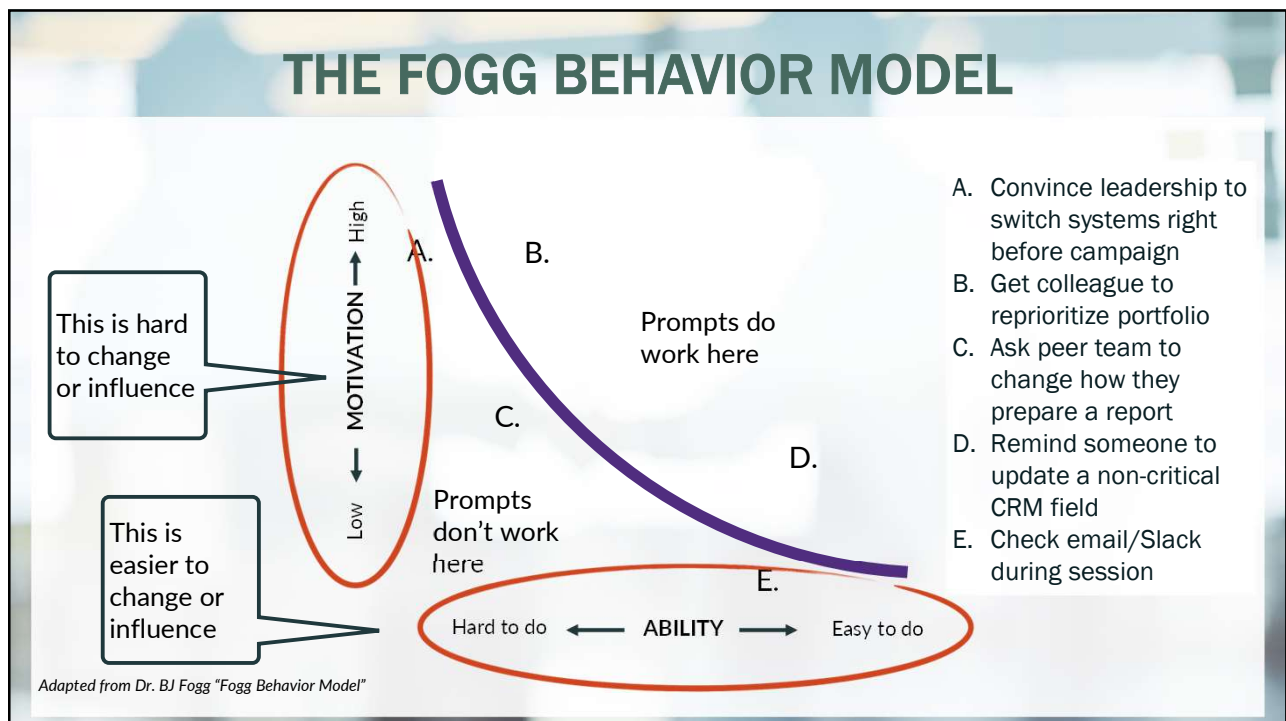 THE FOGG BEHAVIOR MODEL
This is hard
to change
or influence
This is
easier to
change or
influence
High
MOTIVATION
Low
A.
B.
C.
D.
E.
Prompts do
work here
Prompts
don't work
here
Hard to do
ABILITY
Easy to do
A. Convince leadership to
switch systems right
before campaign
B. Get colleague to
reprioritize portfolio
C. Ask peer team to
change how they
prepare a report
D. Remind someone to
update a non-critical
CRM field
E. Check email/Slack
during session
Adapted from Dr. BJ Fogg "Fogg Behavior Model"